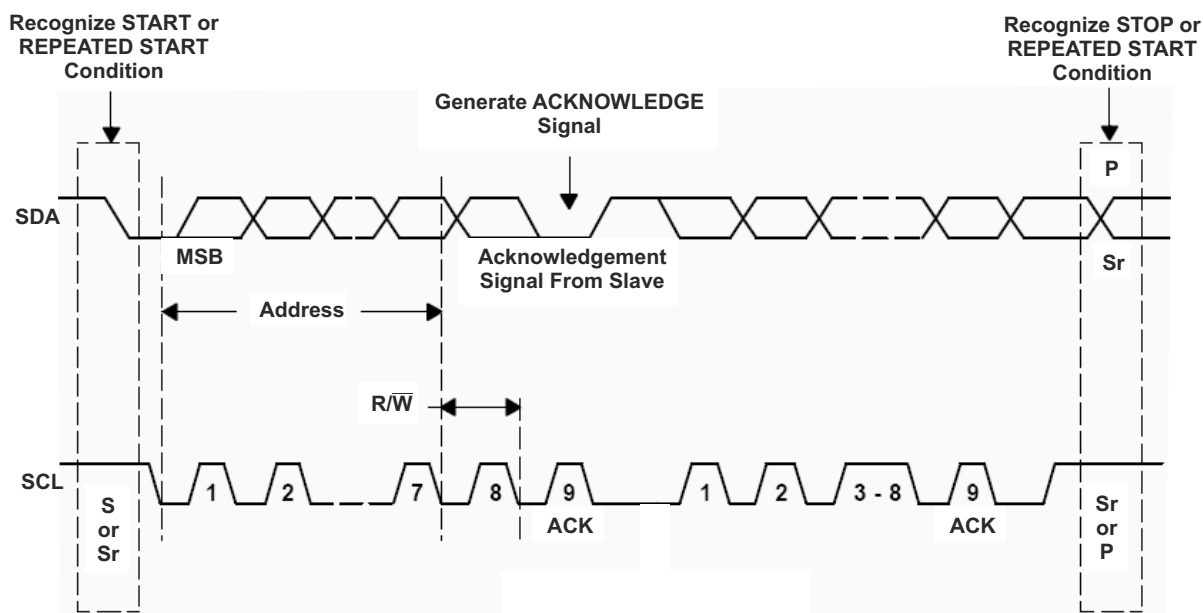 Recognize START or
REPEATED START
Condition
Recognize STOP or
REPEATED START
Condition
Generate ACKNOWLEDGE
Signal
P
SDA
MSB
Acknowledgement
Signal From Slave
Sr
Address
R/W̅
SCL
1
2
7
8
9
1
2
3 - 8
9
S
or
Sr
ACK
ACK
Sr
or
P